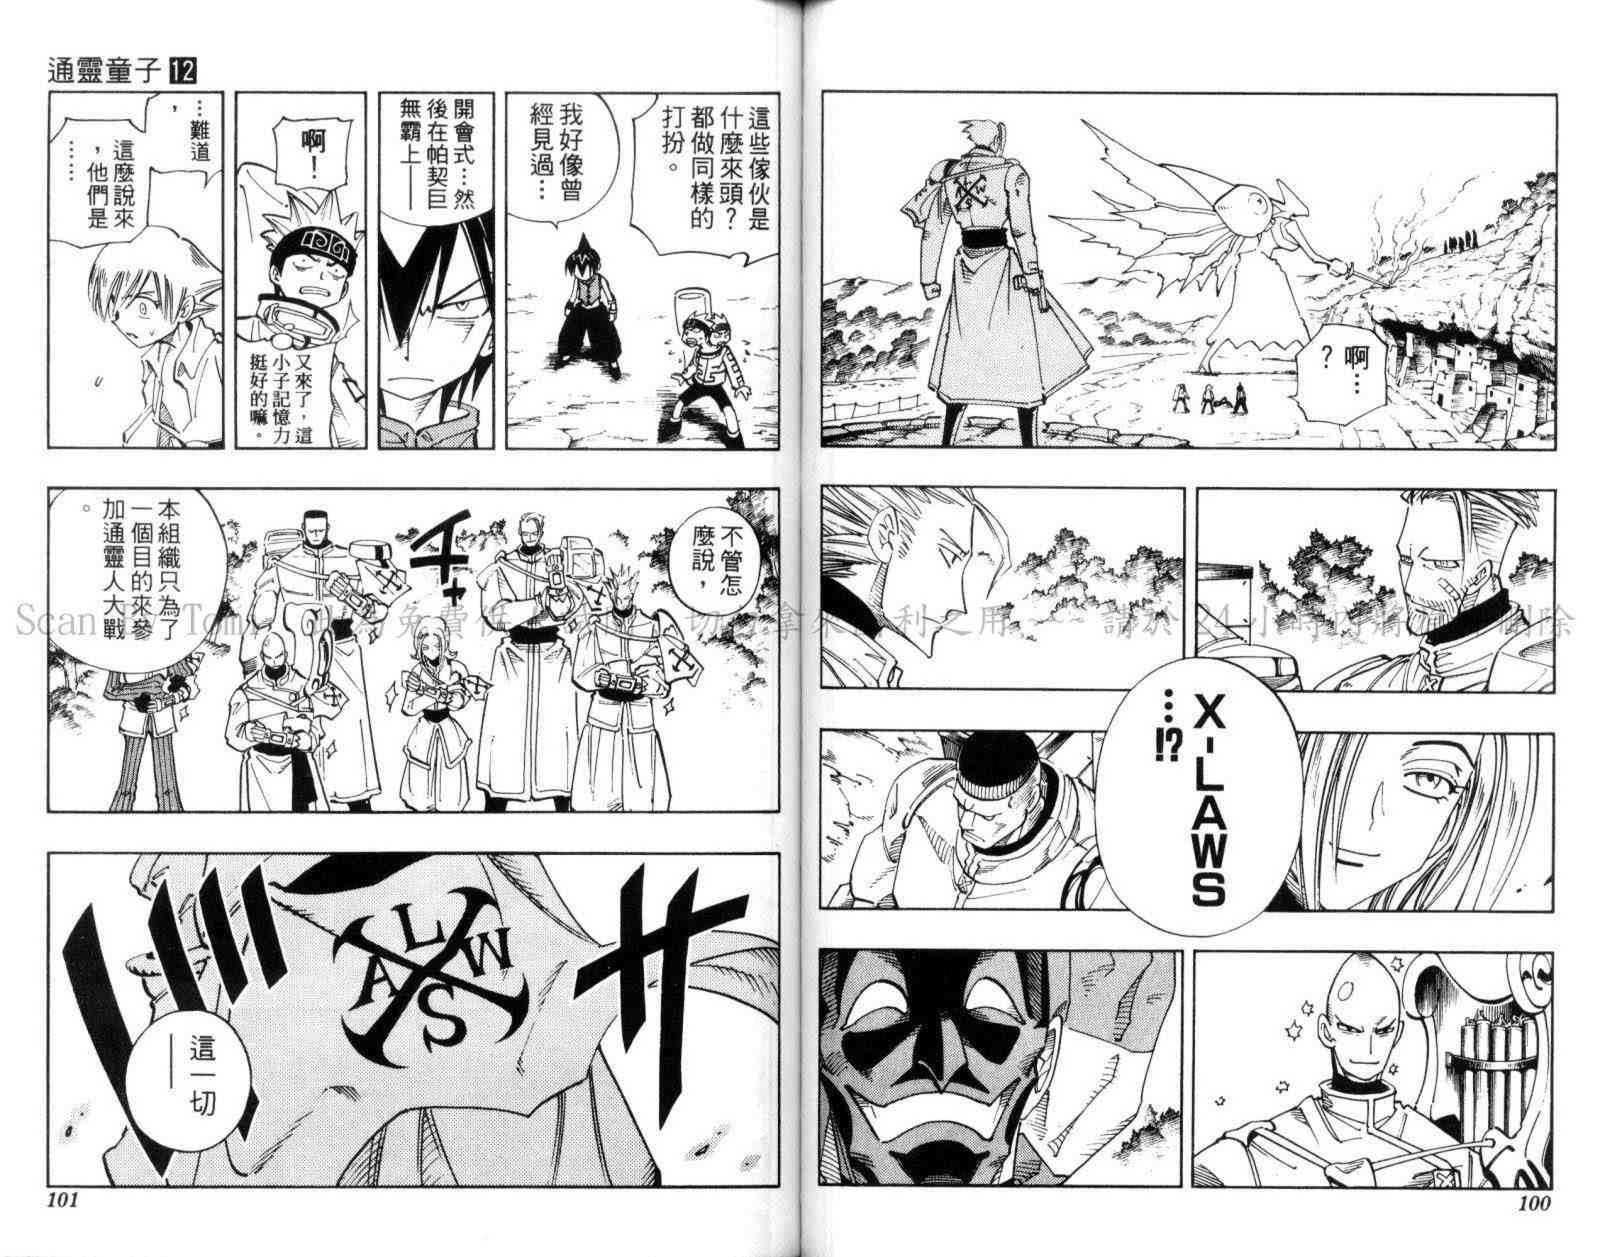 通靈童子 12
啊…
？
X-LAWS
…!?
這些傢伙是
什麼來頭？
都做同樣的
打扮。
我好像曾
經見過…
開會式…然
後在帕契巨
無霸上──
啊！
又來了，這
小子記憶力
挺好的嘛。
…難道
，
這麼說來
，他們是
……
不管怎
麼說，
本組織只為了
一個目的來參
加通靈人大戰
。
LAWS
這一切
──
101
100